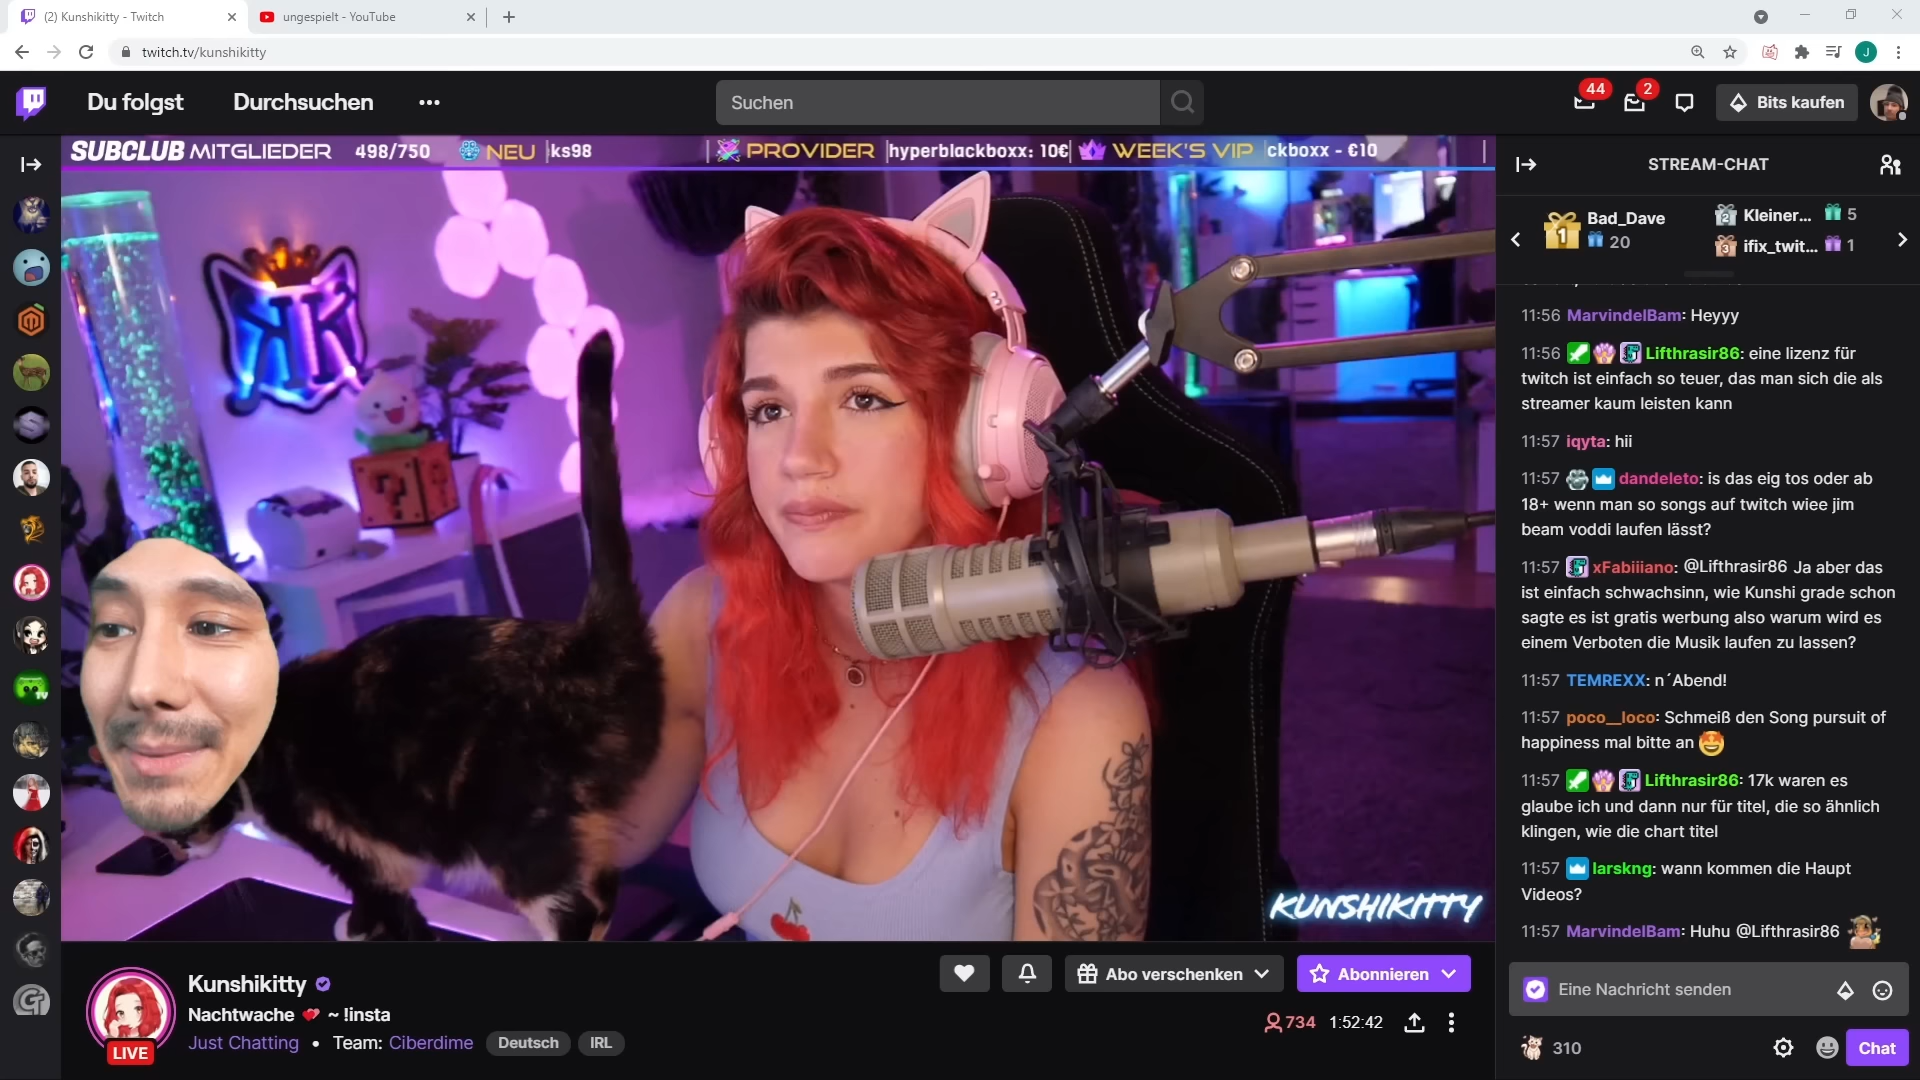 (2) Kunshikitty - Twitch
ungespielt - YouTube
twitch.tv/kunshikitty
Du folgst
Durchsuchen
Suchen
44
2
Bits kaufen
J
SUBCLUB MITGLIEDER 498/750 NEU ks98 PROVIDER hyperblackboxx: 10€ WEEK'S VIP ckboxx - €10
KK
KUNSHIKITTY
TV
Kunshikitty
Nachtwache ~ !insta
Just Chatting • Team: Ciberdime Deutsch IRL
LIVE
Abo verschenken
Abonnieren
734 1:52:42
STREAM-CHAT
1 Bad_Dave
20
2 Kleiner... 5
3 ifix_twit... 1
11:56 MarvindelBam: Heyyy
11:56 Lifthrasir86: eine lizenz für
twitch ist einfach so teuer, das man sich die als
streamer kaum leisten kann
11:57 iqyta: hii
11:57 dandeleto: is das eig tos oder ab
18+ wenn man so songs auf twitch wiee jim
beam voddi laufen lässt?
11:57 xFabiiiano: @Lifthrasir86 Ja aber das
ist einfach schwachsinn, wie Kunshi grade schon
sagte es ist gratis werbung also warum wird es
einem Verboten die Musik laufen zu lassen?
11:57 TEMREXX: n´Abend!
11:57 poco__loco: Schmeiß den Song pursuit of
happiness mal bitte an
11:57 Lifthrasir86: 17k waren es
glaube ich und dann nur für titel, die so ähnlich
klingen, wie die chart titel
11:57 larskng: wann kommen die Haupt
Videos?
11:57 MarvindelBam: Huhu @Lifthrasir86
Eine Nachricht senden
310
Chat